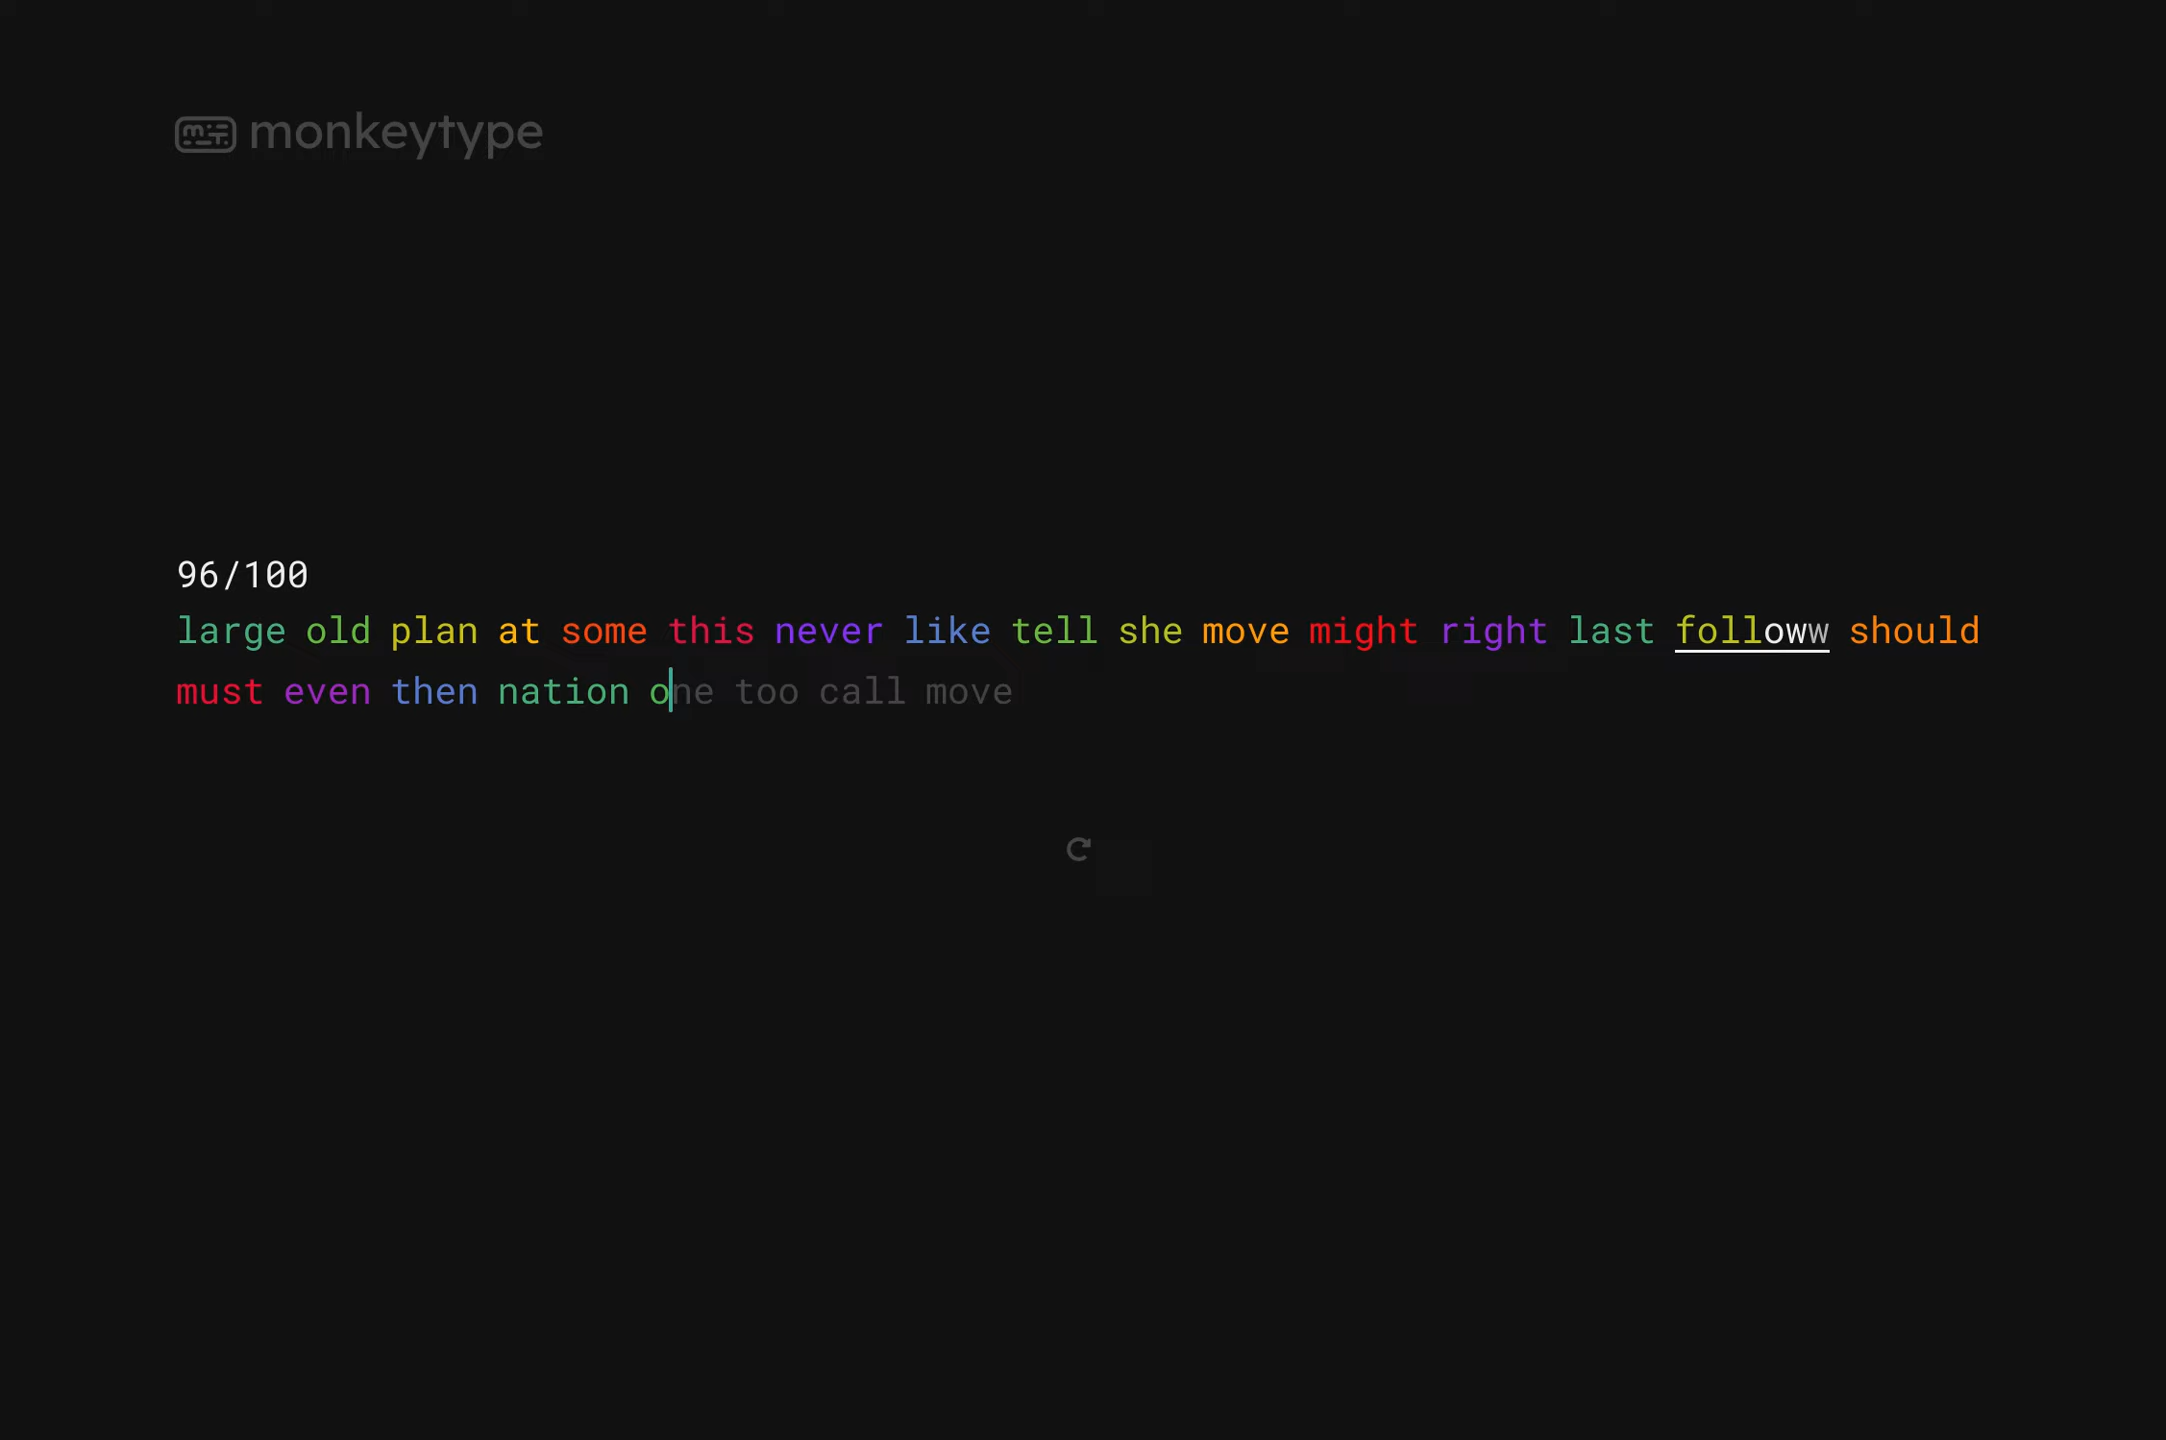 monkeytype
96/100
large old plan at some this never like tell she move might right last followw should
must even then nation one too call move